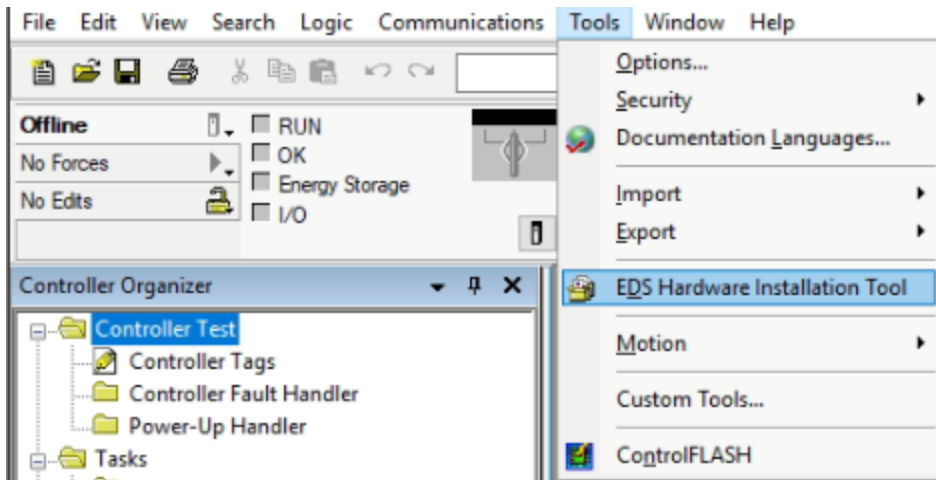 File Edit View Search Logic Communications Tools Window Help
Options...
Security
Documentation Languages...
Import
Export
EDS Hardware Installation Tool
Motion
Custom Tools...
ControlFLASH
Offline
No Forces
No Edits
RUN
OK
Energy Storage
I/O
Controller Organizer
Controller Test
Controller Tags
Controller Fault Handler
Power-Up Handler
Tasks